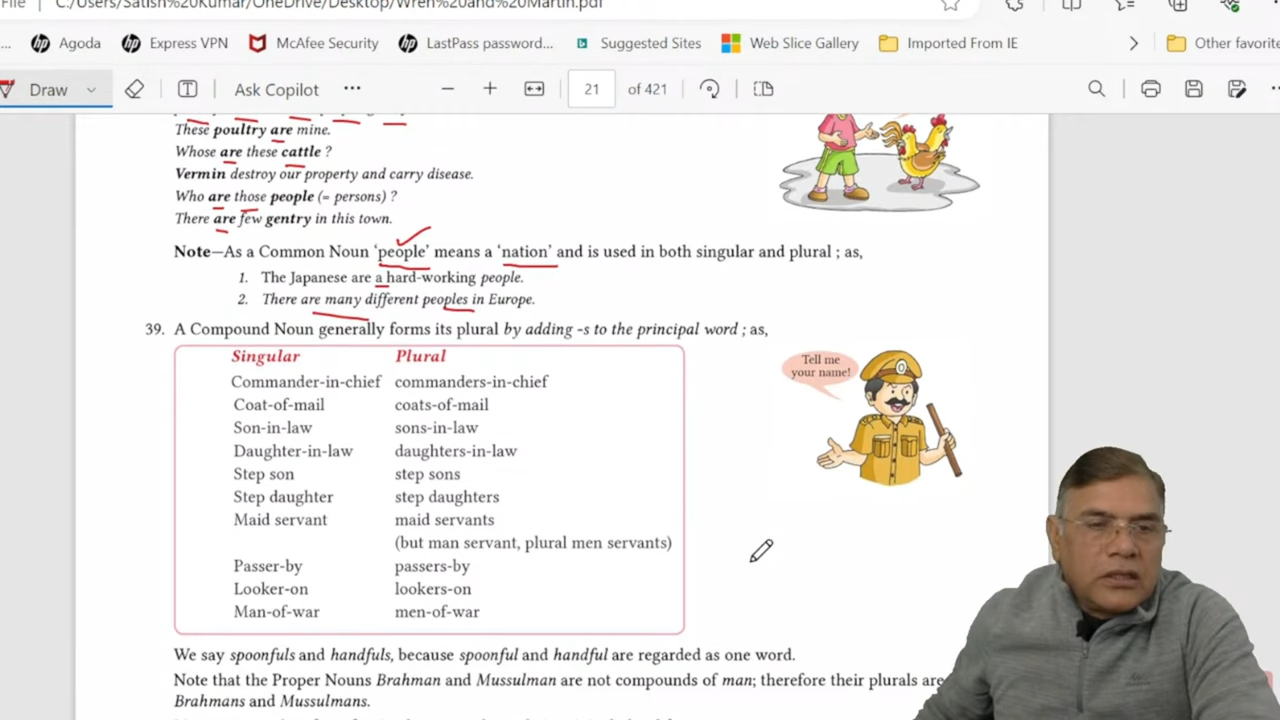 File C:/Users/Satish%20Kumar/OneDrive/Desktop/Wren%20and%20Martin.pdf
... Agoda Express VPN McAfee Security LastPass password... Suggested Sites Web Slice Gallery Imported From IE Other favorite
Draw Ask Copilot ... 21 of 421
These poultry are mine.
Whose are these cattle ?
Vermin destroy our property and carry disease.
Who are those people (= persons) ?
There are few gentry in this town.
Note—As a Common Noun ‘people’ means a ‘nation’ and is used in both singular and plural ; as,
1. The Japanese are a hard-working people.
2. There are many different peoples in Europe.
39. A Compound Noun generally forms its plural by adding -s to the principal word ; as,
Singular Plural
Commander-in-chief commanders-in-chief
Coat-of-mail coats-of-mail
Son-in-law sons-in-law
Daughter-in-law daughters-in-law
Step son step sons
Step daughter step daughters
Maid servant maid servants
(but man servant, plural men servants)
Passer-by passers-by
Looker-on lookers-on
Man-of-war men-of-war
Tell me
your name!
We say spoonfuls and handfuls, because spoonful and handful are regarded as one word.
Note that the Proper Nouns Brahman and Mussulman are not compounds of man; therefore their plurals are
Brahmans and Mussulmans.